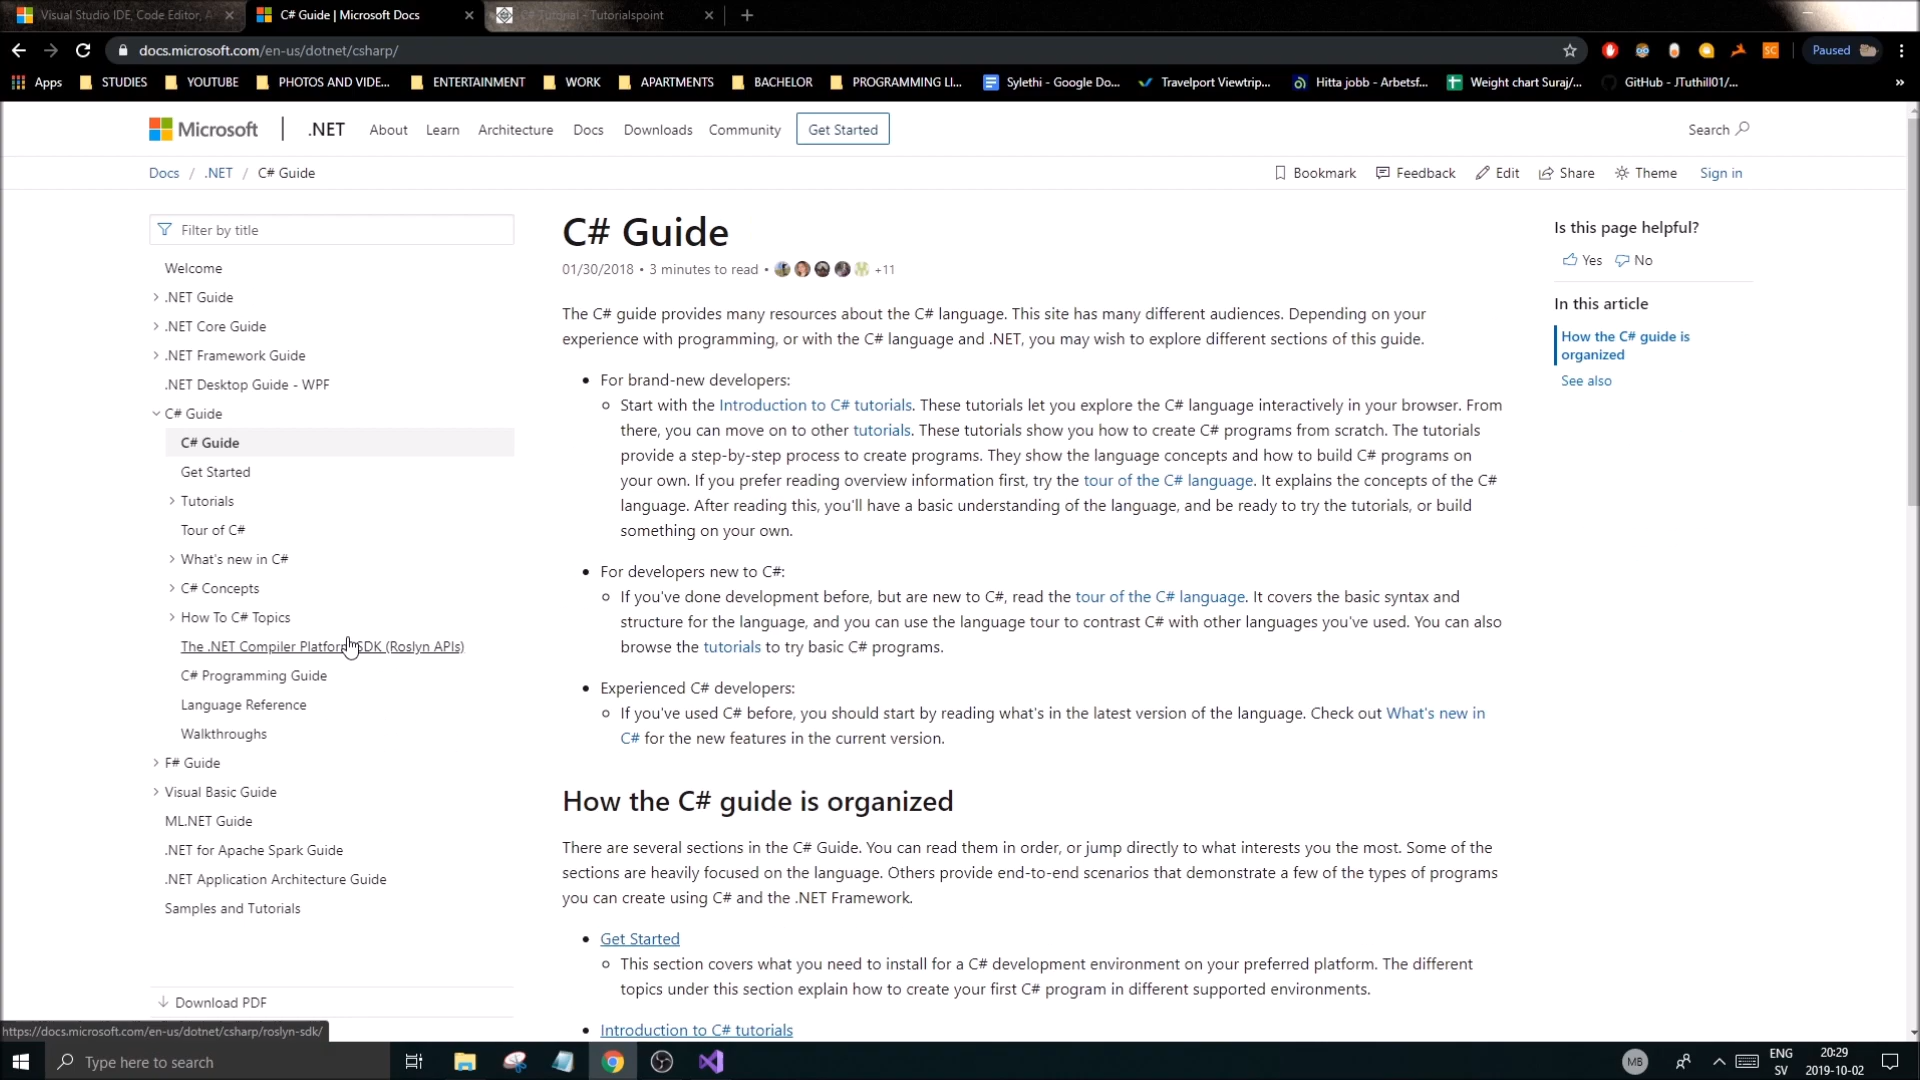 Visual Studio IDE, Code Editor, A
C# Guide | Microsoft Docs
C# Tutorial - Tutorialspoint
docs.microsoft.com/en-us/dotnet/csharp/
SC
Paused
Apps
STUDIES
YOUTUBE
PHOTOS AND VIDE...
ENTERTAINMENT
WORK
APARTMENTS
BACHELOR
PROGRAMMING LI...
Sylethi - Google Do...
Travelport Viewtrip...
Hitta jobb - Arbetsf...
Weight chart Suraj/...
GitHub - JTuthill01/...
»
Microsoft
.NET
About
Learn
Architecture
Docs
Downloads
Community
Get Started
Search
Docs / .NET / C# Guide
Bookmark
Feedback
Edit
Share
Theme
Sign in
Filter by title
Welcome
.NET Guide
.NET Core Guide
.NET Framework Guide
.NET Desktop Guide - WPF
C# Guide
C# Guide
Get Started
Tutorials
Tour of C#
What's new in C#
C# Concepts
How To C# Topics
The .NET Compiler Platform SDK (Roslyn APIs)
C# Programming Guide
Language Reference
Walkthroughs
F# Guide
Visual Basic Guide
ML.NET Guide
.NET for Apache Spark Guide
.NET Application Architecture Guide
Samples and Tutorials
Download PDF
C# Guide
01/30/2018 • 3 minutes to read • +11
The C# guide provides many resources about the C# language. This site has many different audiences. Depending on your
experience with programming, or with the C# language and .NET, you may wish to explore different sections of this guide.
• For brand-new developers:
Start with the Introduction to C# tutorials. These tutorials let you explore the C# language interactively in your browser. From
there, you can move on to other tutorials. These tutorials show you how to create C# programs from scratch. The tutorials
provide a step-by-step process to create programs. They show the language concepts and how to build C# programs on
your own. If you prefer reading overview information first, try the tour of the C# language. It explains the concepts of the C#
language. After reading this, you'll have a basic understanding of the language, and be ready to try the tutorials, or build
something on your own.
• For developers new to C#:
If you've done development before, but are new to C#, read the tour of the C# language. It covers the basic syntax and
structure for the language, and you can use the language tour to contrast C# with other languages you've used. You can also
browse the tutorials to try basic C# programs.
• Experienced C# developers:
If you've used C# before, you should start by reading what's in the latest version of the language. Check out What's new in
C# for the new features in the current version.
How the C# guide is organized
There are several sections in the C# Guide. You can read them in order, or jump directly to what interests you the most. Some of the
sections are heavily focused on the language. Others provide end-to-end scenarios that demonstrate a few of the types of programs
you can create using C# and the .NET Framework.
• Get Started
This section covers what you need to install for a C# development environment on your preferred platform. The different
topics under this section explain how to create your first C# program in different supported environments.
• Introduction to C# tutorials
Is this page helpful?
Yes
No
In this article
How the C# guide is
organized
See also
https://docs.microsoft.com/en-us/dotnet/csharp/roslyn-sdk/
Type here to search
MB
ENG
SV
20:29
2019-10-02